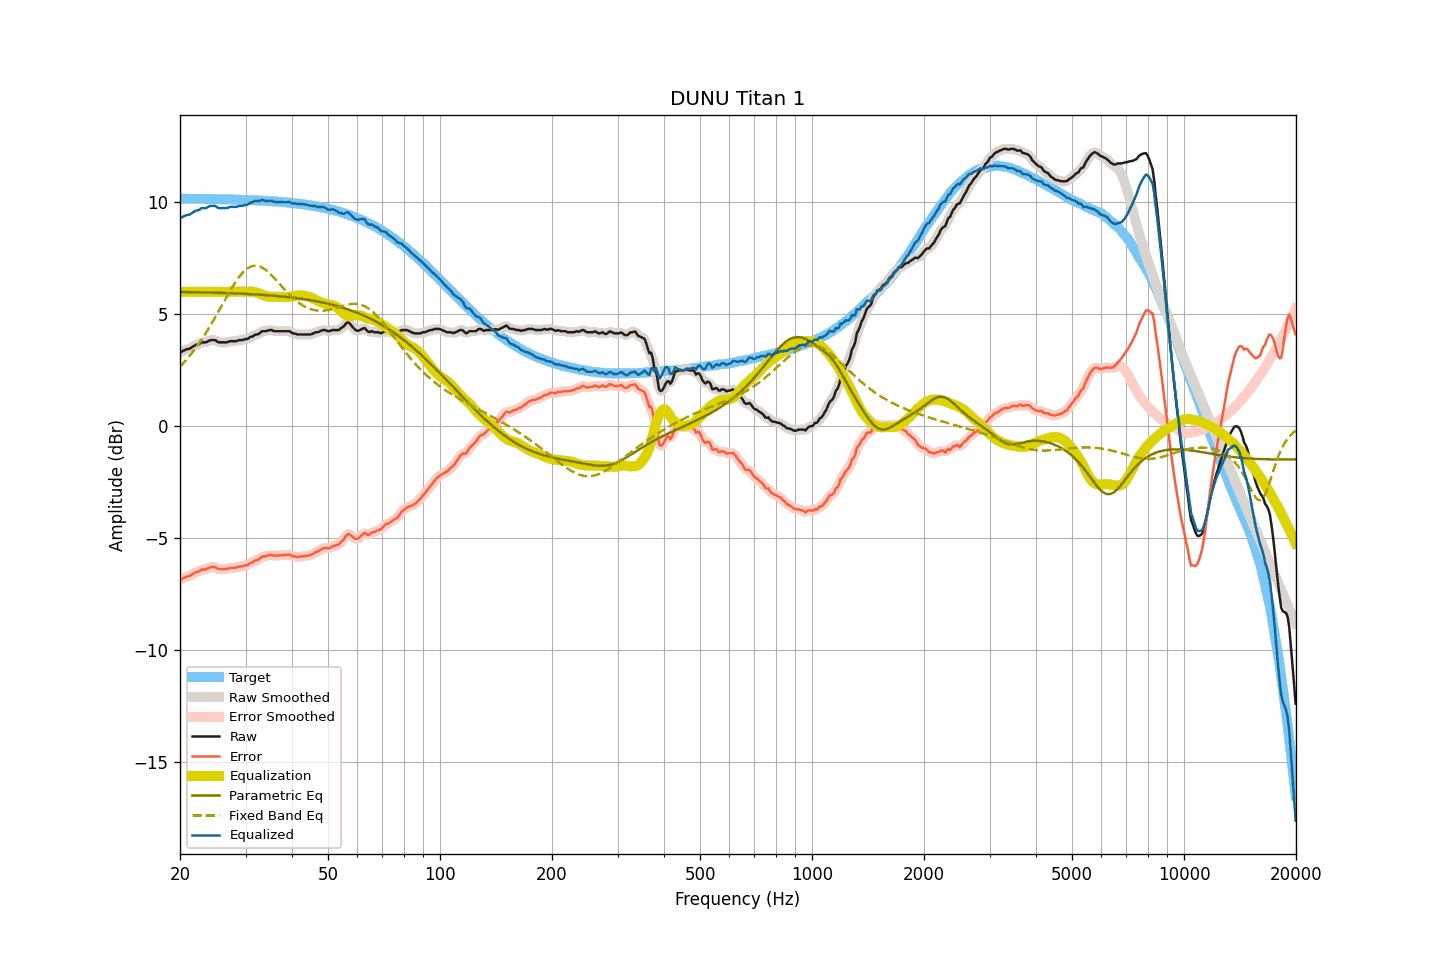 DUNU Titan 1
Amplitude (dBr)
10
5
0
−5
−10
−15
Target
Raw Smoothed
Error Smoothed
Raw
Error
Equalization
Parametric Eq
Fixed Band Eq
Equalized
20 50 100 200 500 1000 2000 5000 10000 20000
Frequency (Hz)